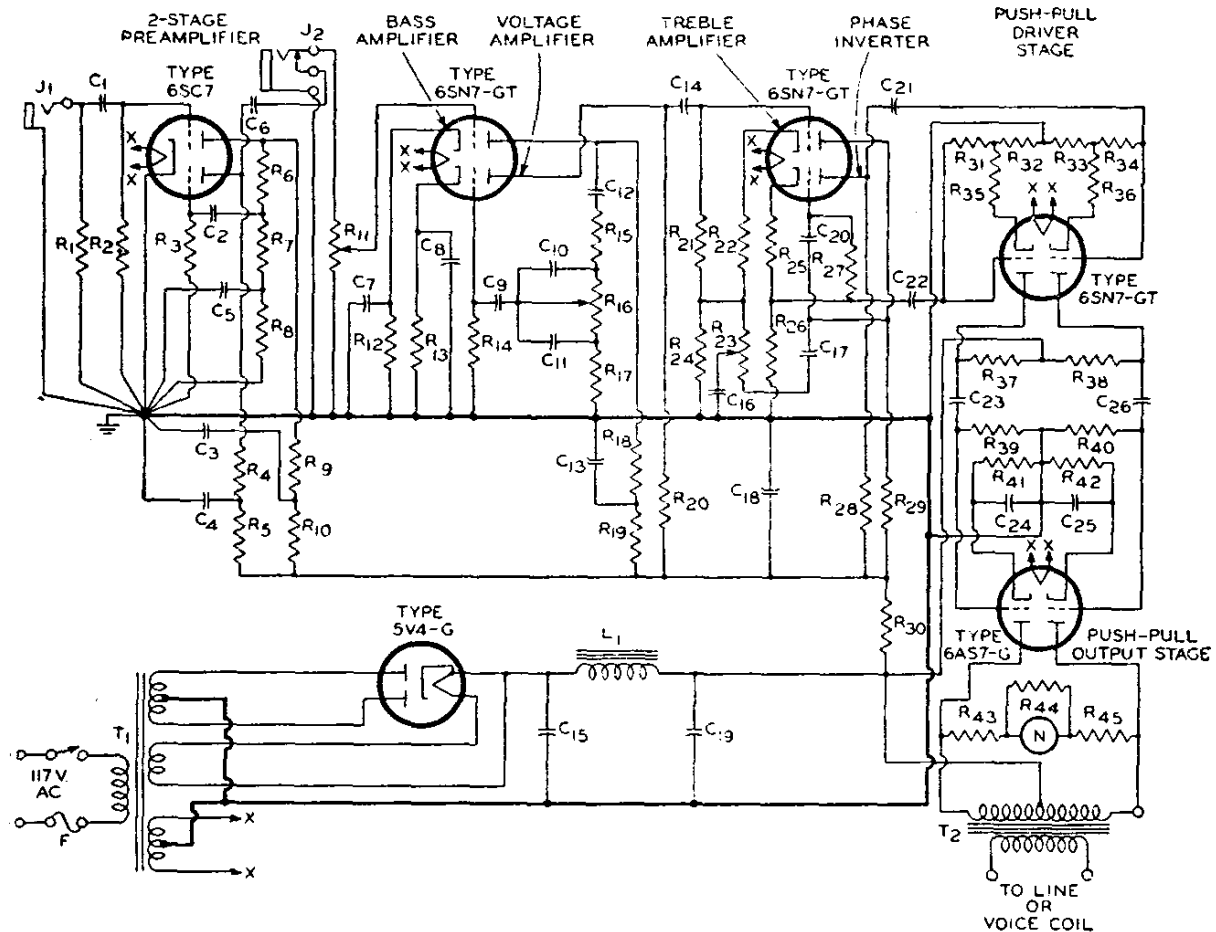 2-STAGE
PREAMPLIFIER
J2
BASS
AMPLIFIER
VOLTAGE
AMPLIFIER
TREBLE
AMPLIFIER
PHASE
INVERTER
PUSH-PULL
DRIVER
STAGE
J1
C1
TYPE
6SC7
C6
TYPE
6SN7-GT
C14
TYPE
6SN7-GT
C21
X
X
X
X
X
X
R31
R32
R33
R34
R35
R36
X X
R6
C12
R1
R2
R3
C2
R7
R11
C8
R15
R21
R22
R25
C20
R27
C10
C7
C9
R16
C5
R8
C22
TYPE
6SN7-GT
R12
R13
R14
C11
R17
R24
R23
R26
C17
C16
R37
R38
C23
C26
C3
R4
R9
C13
R18
R39
R40
R41
R42
C4
R5
R10
R19
R20
C18
R28
R29
C24
C25
X X
TYPE
5V4-G
L1
R30
TYPE
6AS7-G
PUSH-PULL
OUTPUT STAGE
T1
C15
C19
R43
R44
R45
N
117 V.
AC
F
X
X
T2
TO LINE
OR
VOICE COIL